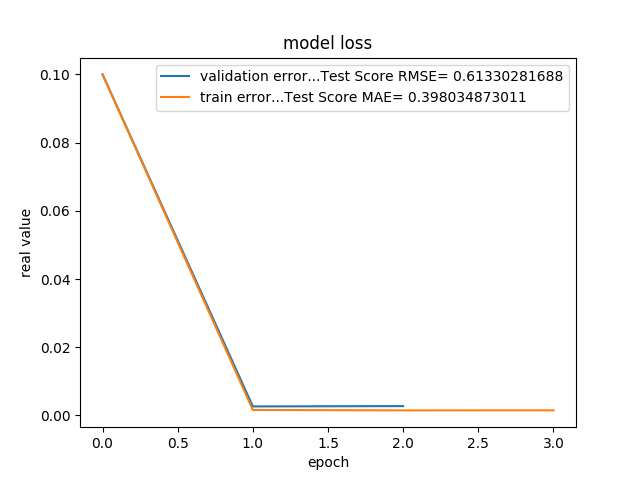 model loss
validation error...Test Score RMSE= 0.61330281688
train error...Test Score MAE= 0.398034873011
real value
0.10
0.08
0.06
0.04
0.02
0.00
0.0 0.5 1.0 1.5 2.0 2.5 3.0
epoch